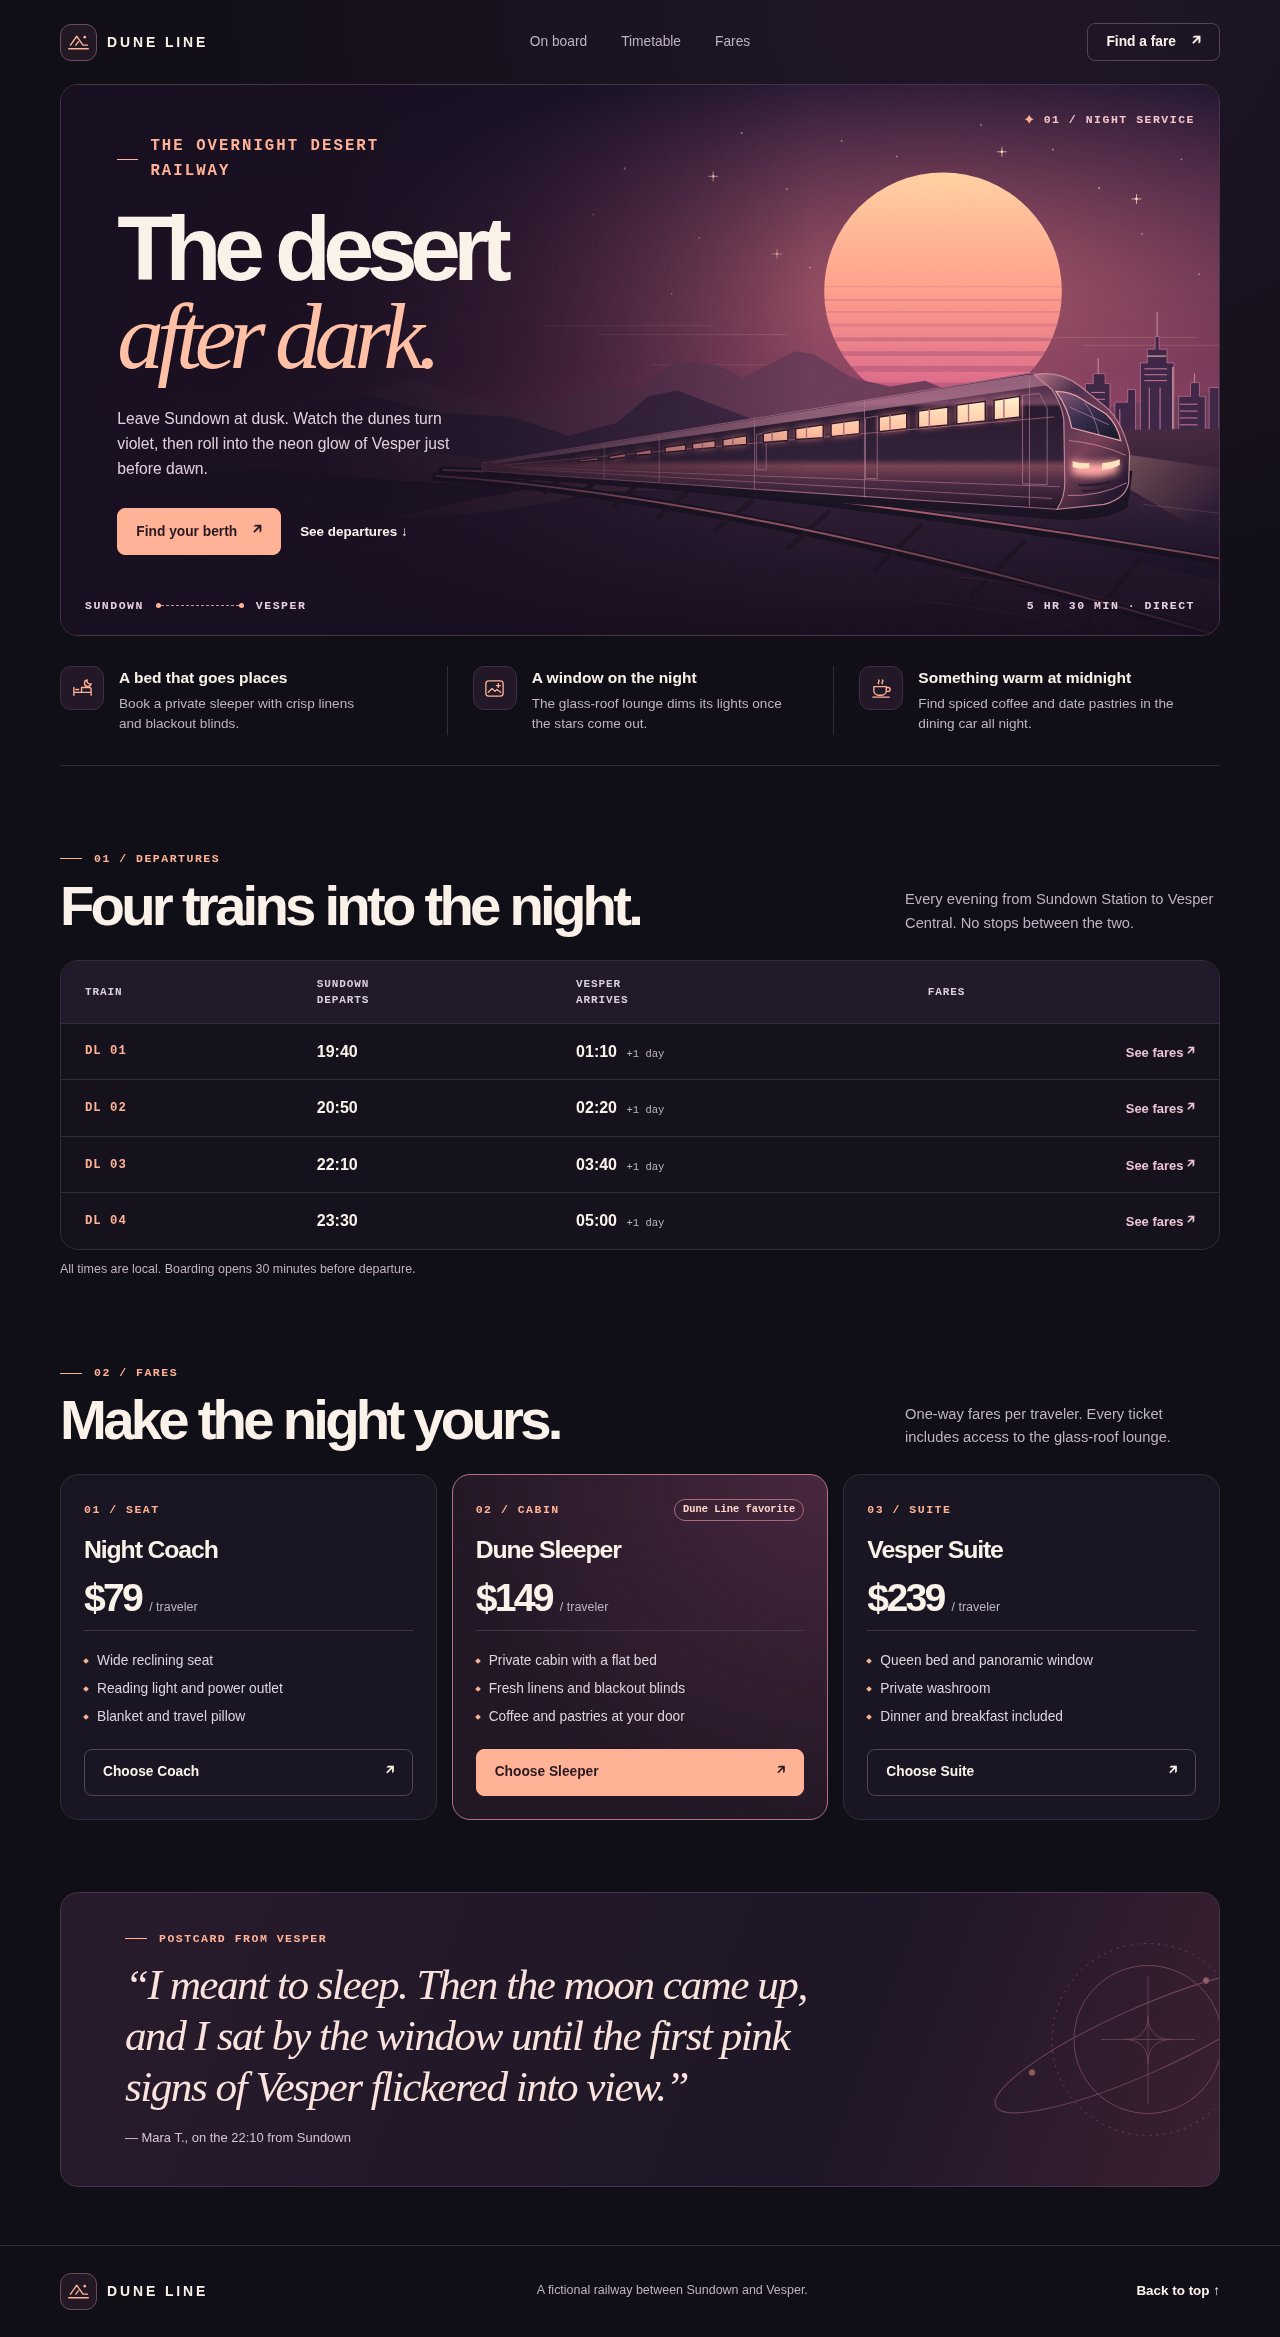 DUNE LINE
On board
Timetable
Fares
Find a fare
✦ 01 / NIGHT SERVICE
THE OVERNIGHT DESERT
RAILWAY
The desert
after dark.
Leave Sundown at dusk. Watch the dunes turn
violet, then roll into the neon glow of Vesper just
before dawn.
Find your berth
See departures ↓
SUNDOWN
VESPER
5 HR 30 MIN · DIRECT
A bed that goes places
Book a private sleeper with crisp linens
and blackout blinds.
A window on the night
The glass-roof lounge dims its lights once
the stars come out.
Something warm at midnight
Find spiced coffee and date pastries in the
dining car all night.
01 / DEPARTURES
Four trains into the night.
Every evening from Sundown Station to Vesper
Central. No stops between the two.
TRAIN
SUNDOWN
DEPARTS
VESPER
ARRIVES
FARES
DL 01 19:40 01:10 +1 day See fares
DL 02 20:50 02:20 +1 day See fares
DL 03 22:10 03:40 +1 day See fares
DL 04 23:30 05:00 +1 day See fares
All times are local. Boarding opens 30 minutes before departure.
02 / FARES
Make the night yours.
One-way fares per traveler. Every ticket
includes access to the glass-roof lounge.
01 / SEAT
Night Coach
$79 / traveler
Wide reclining seat
Reading light and power outlet
Blanket and travel pillow
Choose Coach
02 / CABIN
Dune Line favorite
Dune Sleeper
$149 / traveler
Private cabin with a flat bed
Fresh linens and blackout blinds
Coffee and pastries at your door
Choose Sleeper
03 / SUITE
Vesper Suite
$239 / traveler
Queen bed and panoramic window
Private washroom
Dinner and breakfast included
Choose Suite
POSTCARD FROM VESPER
“I meant to sleep. Then the moon came up,
and I sat by the window until the first pink
signs of Vesper flickered into view.”
— Mara T., on the 22:10 from Sundown
DUNE LINE
A fictional railway between Sundown and Vesper.
Back to top ↑